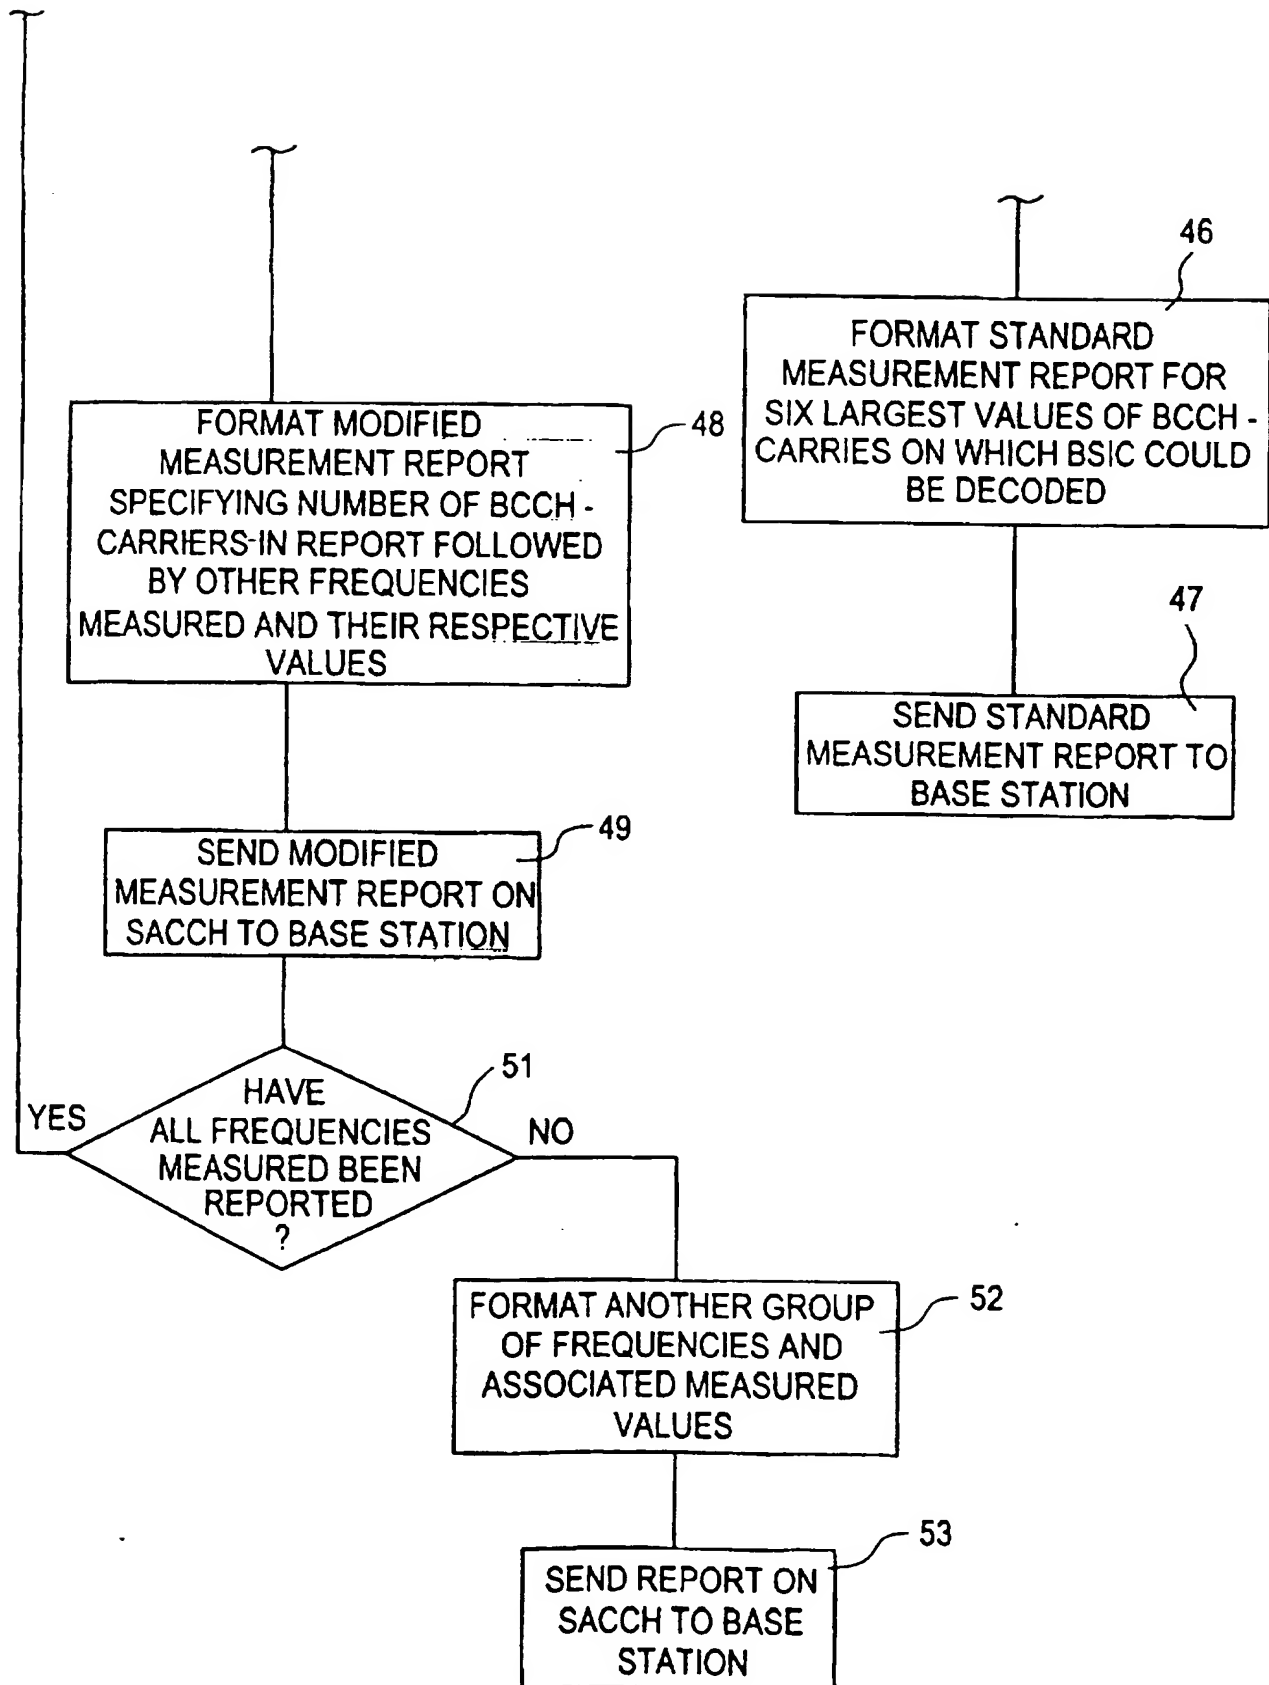 46
FORMAT STANDARD
MEASUREMENT REPORT FOR
SIX LARGEST VALUES OF BCCH -
CARRIES ON WHICH BSIC COULD
BE DECODED
48
FORMAT MODIFIED
MEASUREMENT REPORT
SPECIFYING NUMBER OF BCCH -
CARRIERS-IN REPORT FOLLOWED
BY OTHER FREQUENCIES
MEASURED AND THEIR RESPECTIVE
VALUES
47
SEND STANDARD
MEASUREMENT REPORT TO
BASE STATION
49
SEND MODIFIED
MEASUREMENT REPORT ON
SACCH TO BASE STATION
51
HAVE
ALL FREQUENCIES
MEASURED BEEN
REPORTED
?
YES
NO
52
FORMAT ANOTHER GROUP
OF FREQUENCIES AND
ASSOCIATED MEASURED
VALUES
53
SEND REPORT ON
SACCH TO BASE
STATION